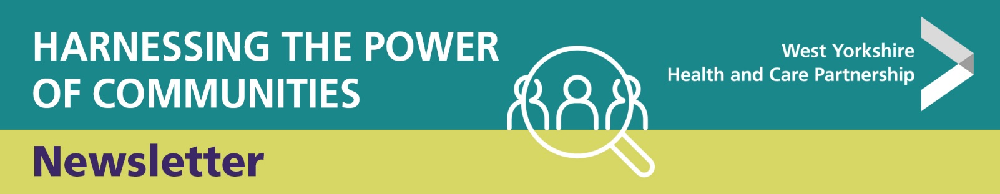 HARNESSING THE POWER
OF COMMUNITIES
West Yorkshire
Health and Care Partnership
Newsletter